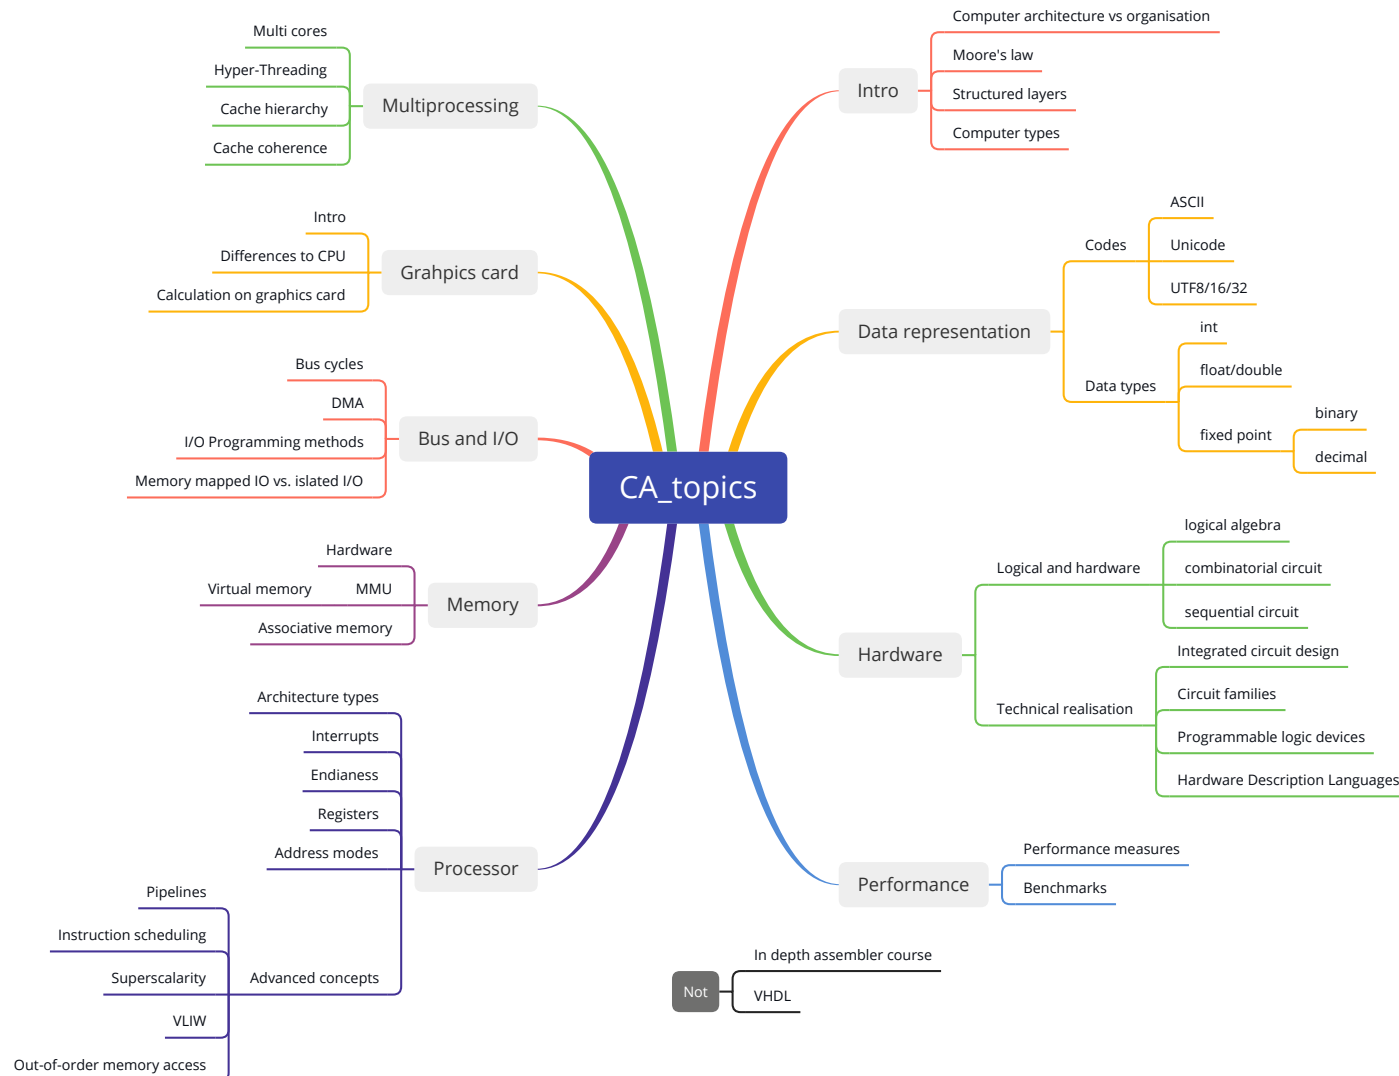 CA_topics
Intro
Computer architecture vs organisation
Moore's law
Structured layers
Computer types
Data representation
Codes
ASCII
Unicode
UTF8/16/32
Data types
int
float/double
fixed point
binary
decimal
Hardware
Logical and hardware
logical algebra
combinatorial circuit
sequential circuit
Technical realisation
Integrated circuit design
Circuit families
Programmable logic devices
Hardware Description Languages
Performance
Performance measures
Benchmarks
Multiprocessing
Multi cores
Hyper-Threading
Cache hierarchy
Cache coherence
Grahpics card
Intro
Differences to CPU
Calculation on graphics card
Bus and I/O
Bus cycles
DMA
I/O Programming methods
Memory mapped IO vs. islated I/O
Memory
Hardware
MMU
Virtual memory
Associative memory
Processor
Architecture types
Interrupts
Endianess
Registers
Address modes
Advanced concepts
Pipelines
Instruction scheduling
Superscalarity
VLIW
Out-of-order memory access
Not
In depth assembler course
VHDL